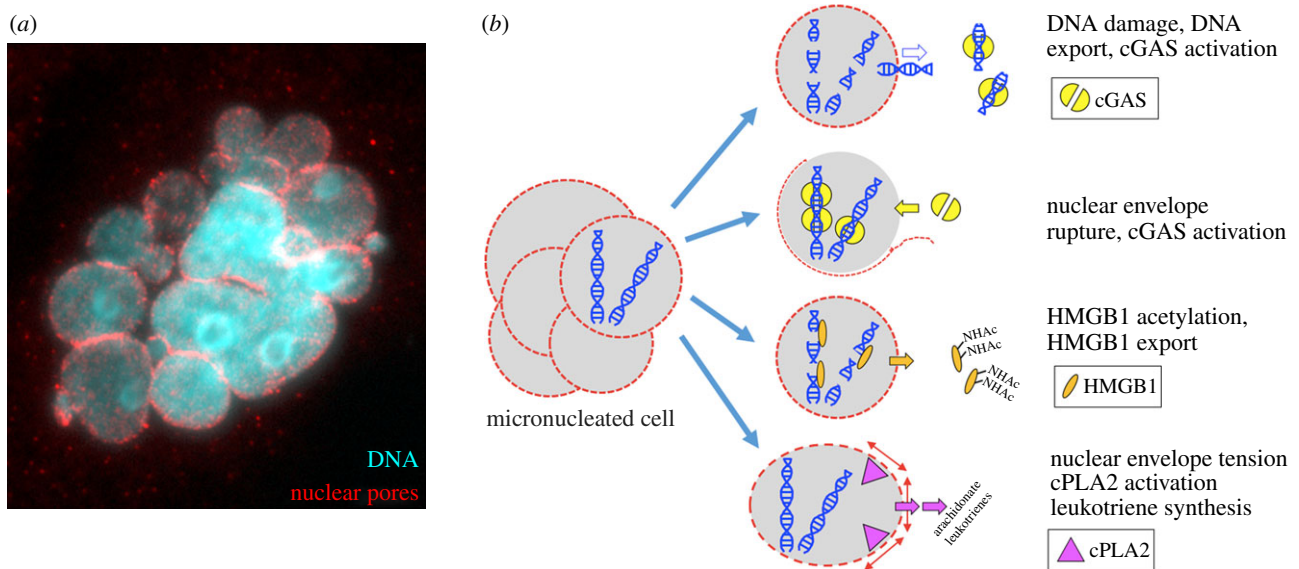 (a)
DNA
nuclear pores
(b)
micronucleated cell
DNA damage, DNA
export, cGAS activation
cGAS
nuclear envelope
rupture, cGAS activation
NHAc
NHAc
NHAc
NHAc
HMGB1 acetylation,
HMGB1 export
HMGB1
arachidonate
leukotrienes
nuclear envelope tension
cPLA2 activation
leukotriene synthesis
cPLA2